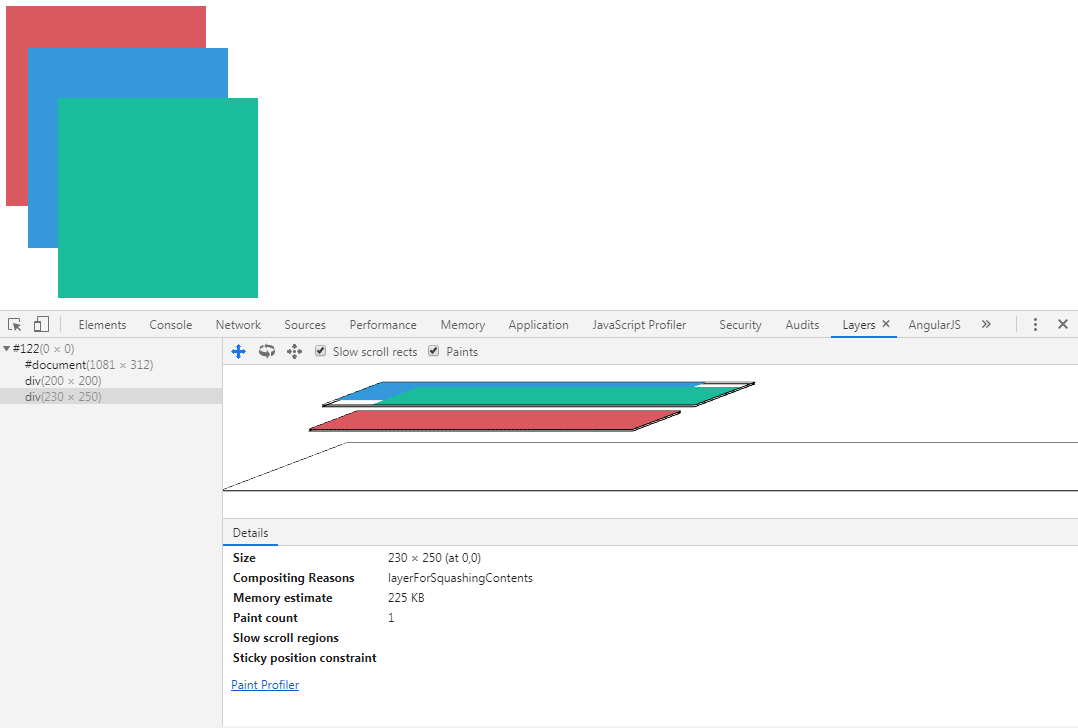 Elements Console Network Sources Performance Memory Application JavaScript Profiler Security Audits Layers × AngularJS »
#122(0 × 0)
#document(1081 × 312)
div(200 × 200)
div(230 × 250)
Slow scroll rects Paints
Details
Size 230 × 250 (at 0,0)
Compositing Reasons layerForSquashingContents
Memory estimate 225 KB
Paint count 1
Slow scroll regions
Sticky position constraint
Paint Profiler